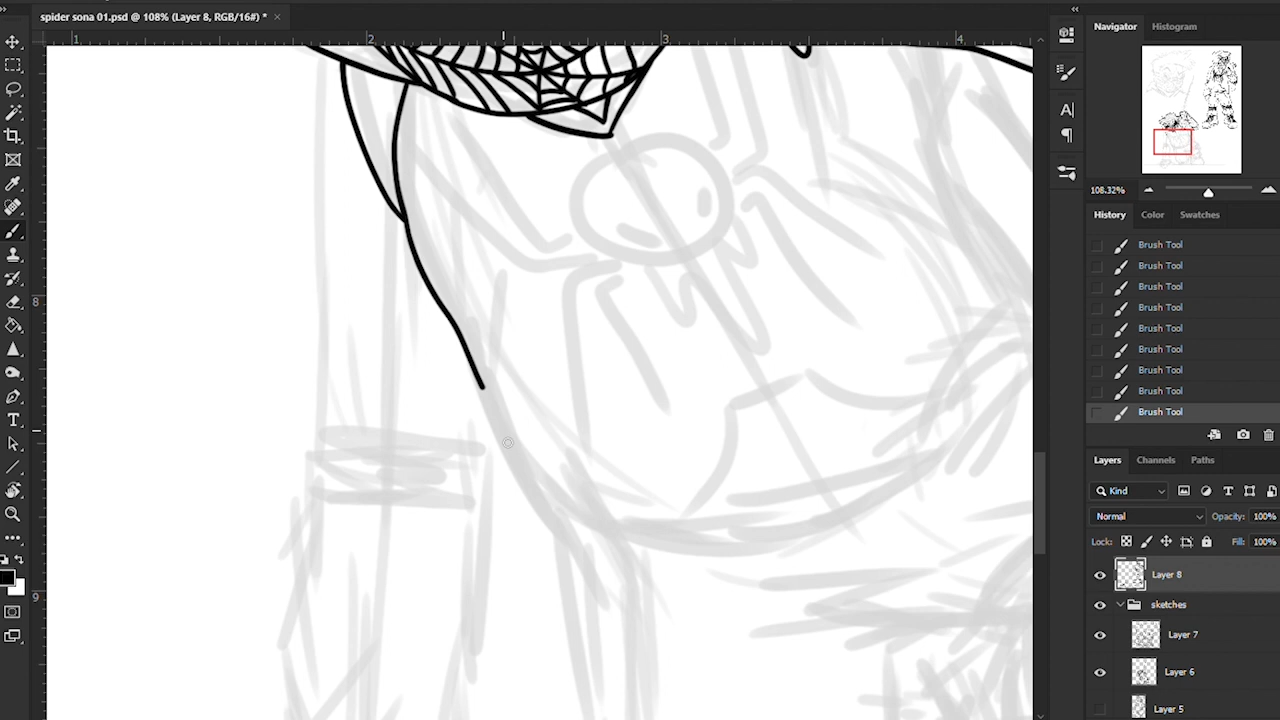 spider sona 01.psd @ 108% (Layer 8, RGB/16#) * ×
1 2 3 4
8
9
Navigator Histogram
108.32%
History Color Swatches
Brush Tool
Brush Tool
Brush Tool
Brush Tool
Brush Tool
Brush Tool
Brush Tool
Brush Tool
Brush Tool
Layers Channels Paths
Kind
Normal Opacity: 100%
Lock: Fill: 100%
Layer 8
sketches
Layer 7
Layer 6
Layer 5